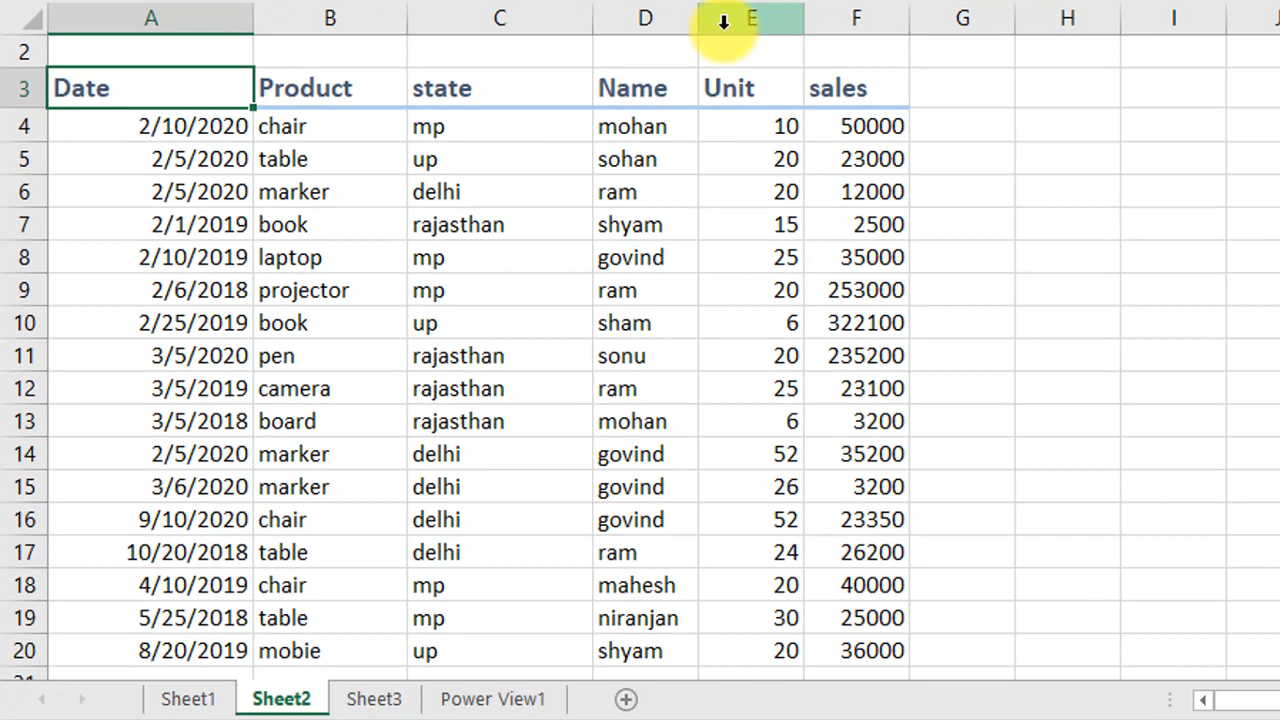 A B C D E F G H I J
2
3 Date Product state Name Unit sales
4 2/10/2020 chair mp mohan 10 50000
5 2/5/2020 table up sohan 20 23000
6 2/5/2020 marker delhi ram 20 12000
7 2/1/2019 book rajasthan shyam 15 2500
8 2/10/2019 laptop mp govind 25 35000
9 2/6/2018 projector mp ram 20 253000
10 2/25/2019 book up sham 6 322100
11 3/5/2020 pen rajasthan sonu 20 235200
12 3/5/2019 camera rajasthan ram 25 23100
13 3/5/2018 board rajasthan mohan 6 3200
14 2/5/2020 marker delhi govind 52 35200
15 3/6/2020 marker delhi govind 26 3200
16 9/10/2020 chair delhi govind 52 23350
17 10/20/2018 table delhi ram 24 26200
18 4/10/2019 chair mp mahesh 20 40000
19 5/25/2018 table mp niranjan 30 25000
20 8/20/2019 mobie up shyam 20 36000
Sheet1 Sheet2 Sheet3 Power View1